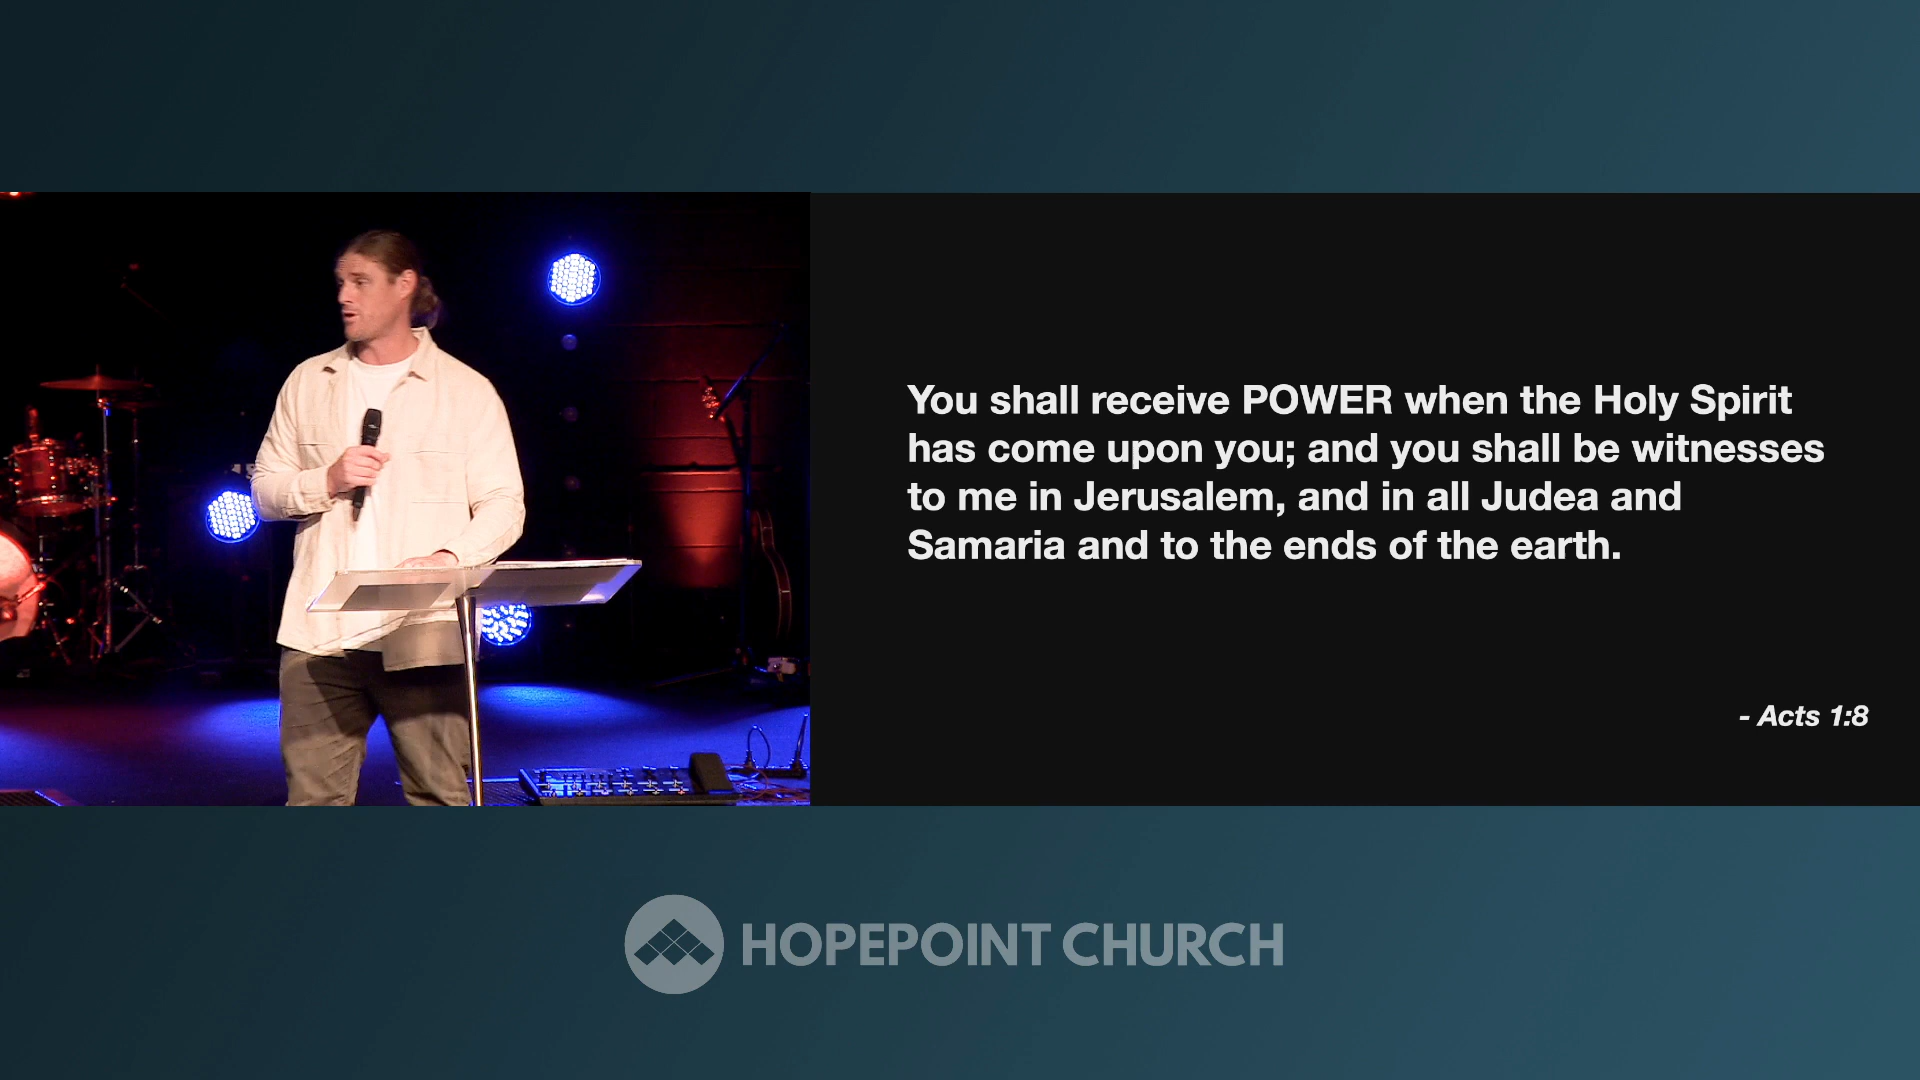 You shall receive POWER when the Holy Spirit
has come upon you; and you shall be witnesses
to me in Jerusalem, and in all Judea and
Samaria and to the ends of the earth.
- Acts 1:8
HOPEPOINT CHURCH